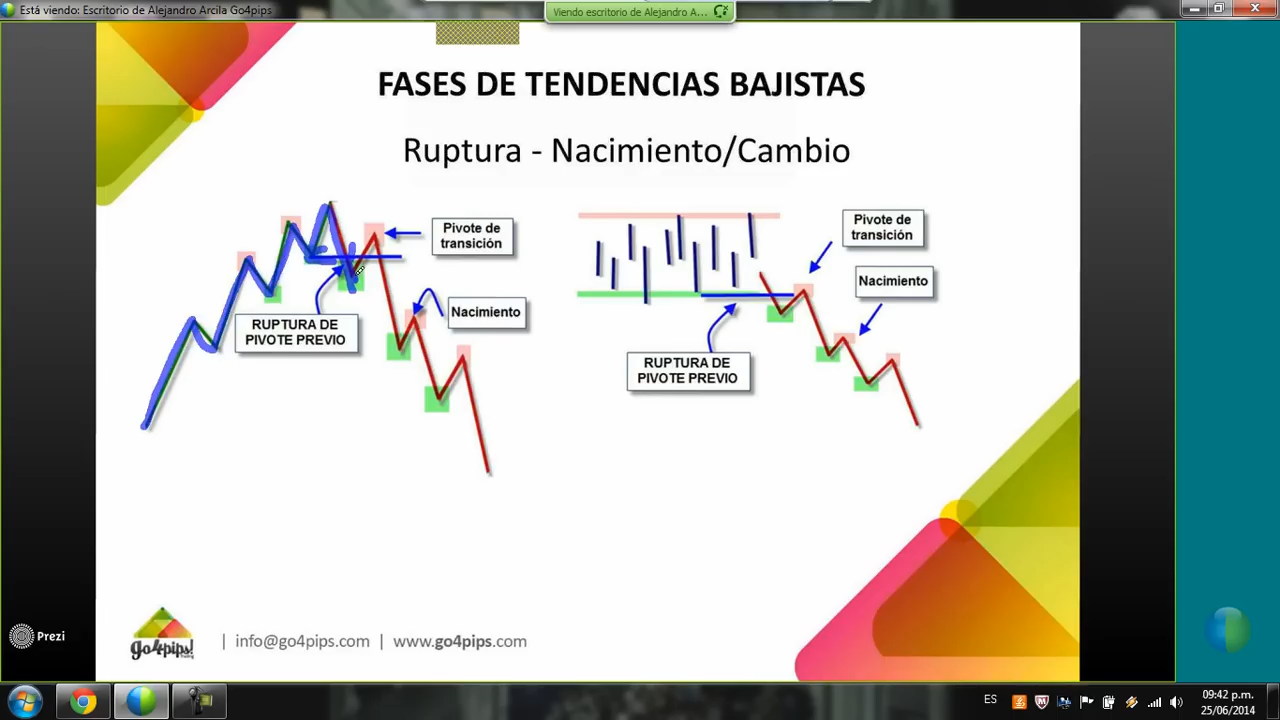 Está viendo: Escritorio de Alejandro Arcila Go4pips
Viendo escritorio de Alejandro A...
FASES DE TENDENCIAS BAJISTAS
Ruptura - Nacimiento/Cambio
Pivote de
transición
Nacimiento
RUPTURA DE
PIVOTE PREVIO
Pivote de
transición
Nacimiento
RUPTURA DE
PIVOTE PREVIO
Prezi
go4pips!
| info@go4pips.com | www.go4pips.com
ES
09:42 p.m.
25/06/2014